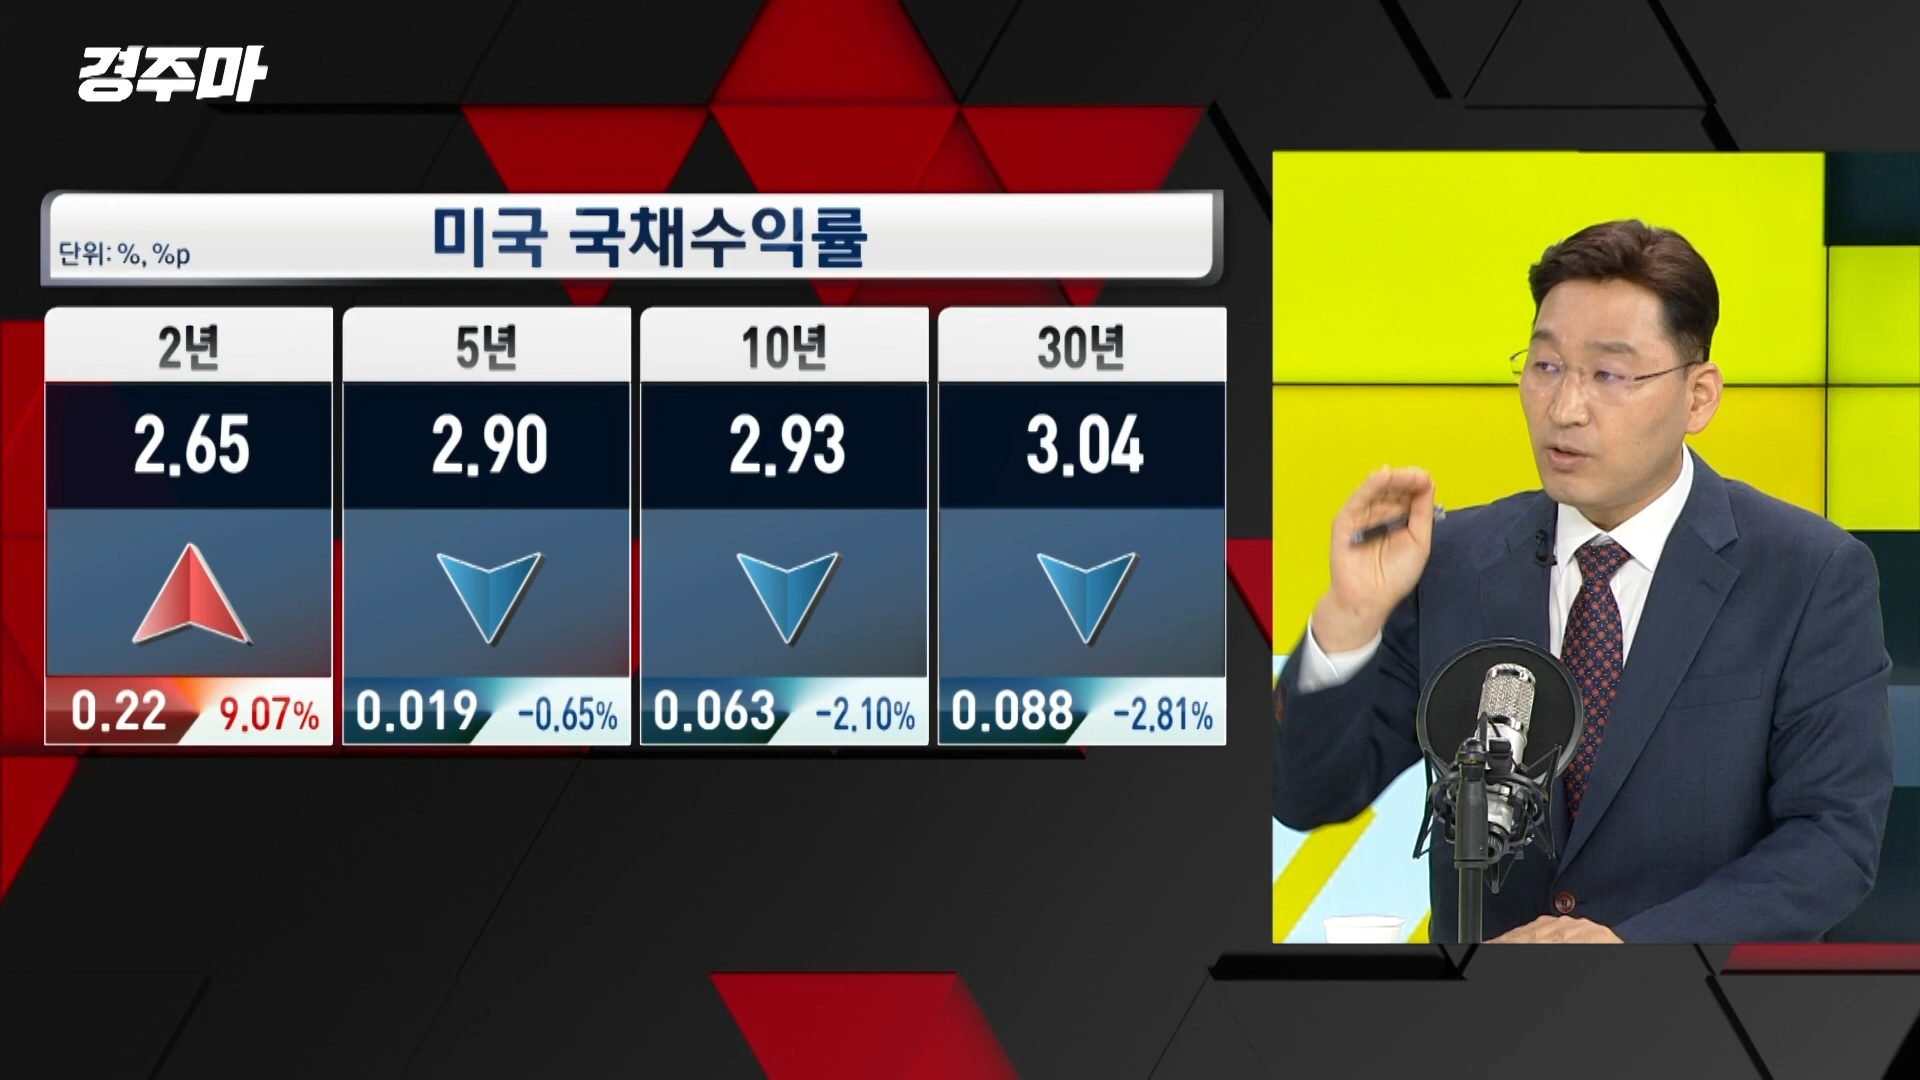 경주마
미국 국채수익률
단위: %, %p
2년
2.65
0.22 9.07%
5년
2.90
0.019 -0.65%
10년
2.93
0.063 -2.10%
30년
3.04
0.088 -2.81%